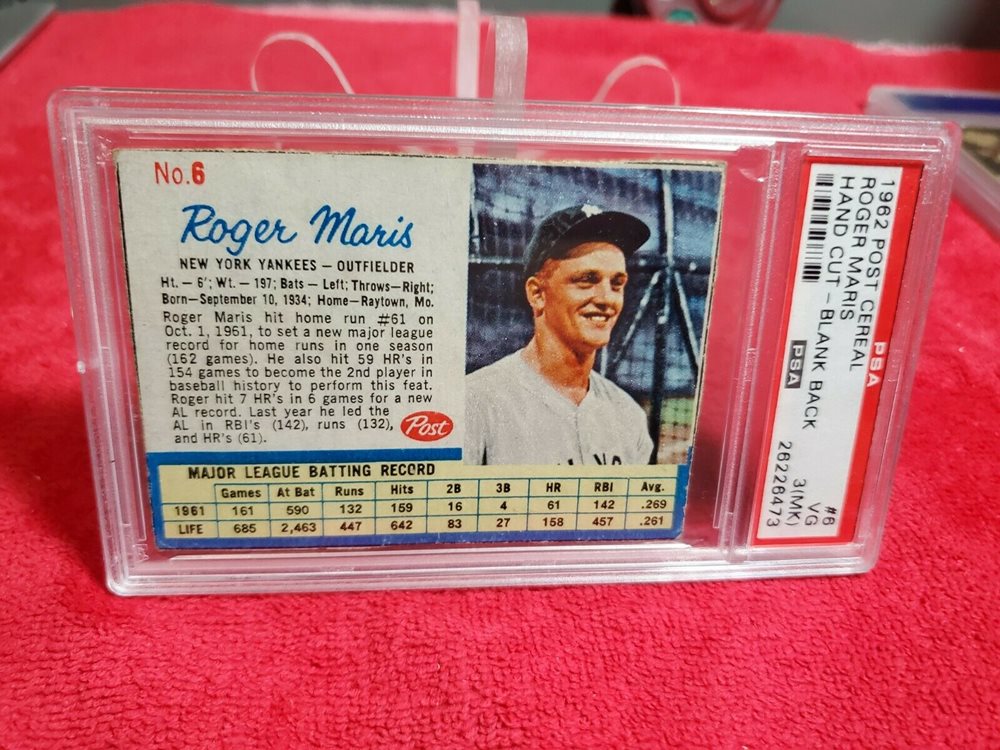 No.6
Roger Maris
NEW YORK YANKEES – OUTFIELDER
Ht. – 6'; Wt. – 197; Bats – Left; Throws–Right;
Born–September 10, 1934; Home–Raytown, Mo.
Roger Maris hit home run #61 on
Oct. 1, 1961, to set a new major league
record for home runs in one season
(162 games). He also hit 59 HR's in
154 games to become the 2nd player in
baseball history to perform this feat.
Roger hit 7 HR's in 6 games for a new
AL record. Last year he led the
AL in RBI's (142), runs (132),
and HR's (61).
Post
MAJOR LEAGUE BATTING RECORD
Games At Bat Runs Hits 2B 3B HR RBI Avg.
1961 161 590 132 159 16 4 61 142 .269
LIFE 685 2,463 447 642 83 27 158 457 .261
PSA
1962 POST CEREAL #6
ROGER MARIS VG
HAND CUT – BLANK BACK 3(MK)
PSA 26226473